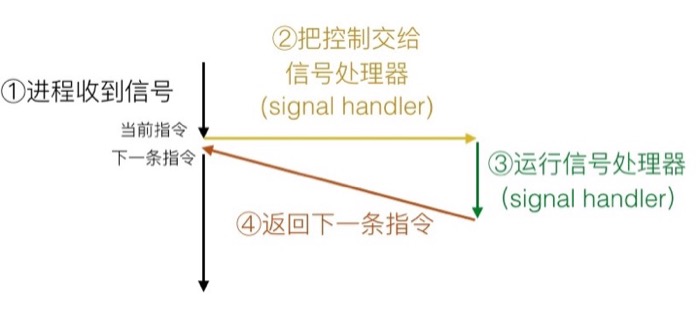 ②把控制交给
信号处理器
(signal handler)
①进程收到信号
当前指令
下一条指令
③运行信号处理器
（signal handler）
④返回下一条指令